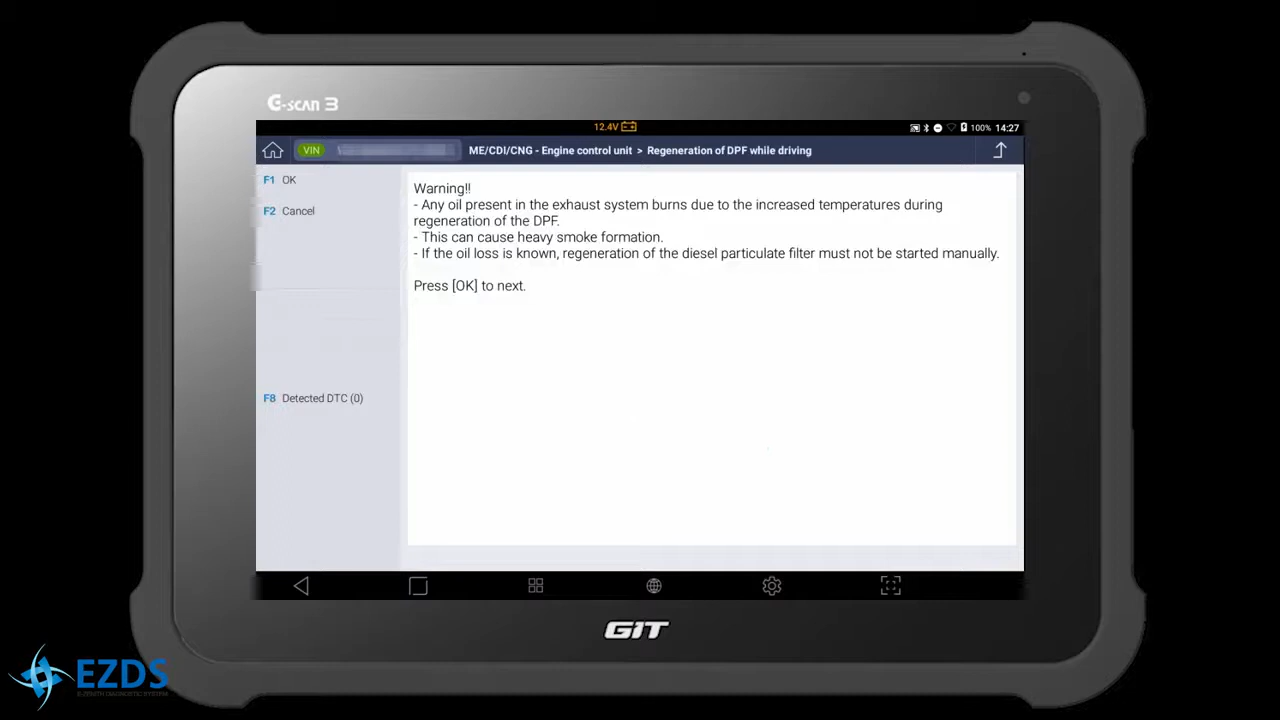 G-SCAN 3
12.4V
100% 14:27
VIN
ME/CDI/CNG - Engine control unit > Regeneration of DPF while driving
F1 OK
F2 Cancel
F8 Detected DTC (0)
Warning!!
- Any oil present in the exhaust system burns due to the increased temperatures during
regeneration of the DPF.
- This can cause heavy smoke formation.
- If the oil loss is known, regeneration of the diesel particulate filter must not be started manually.
Press [OK] to next.
GIT
EZDS